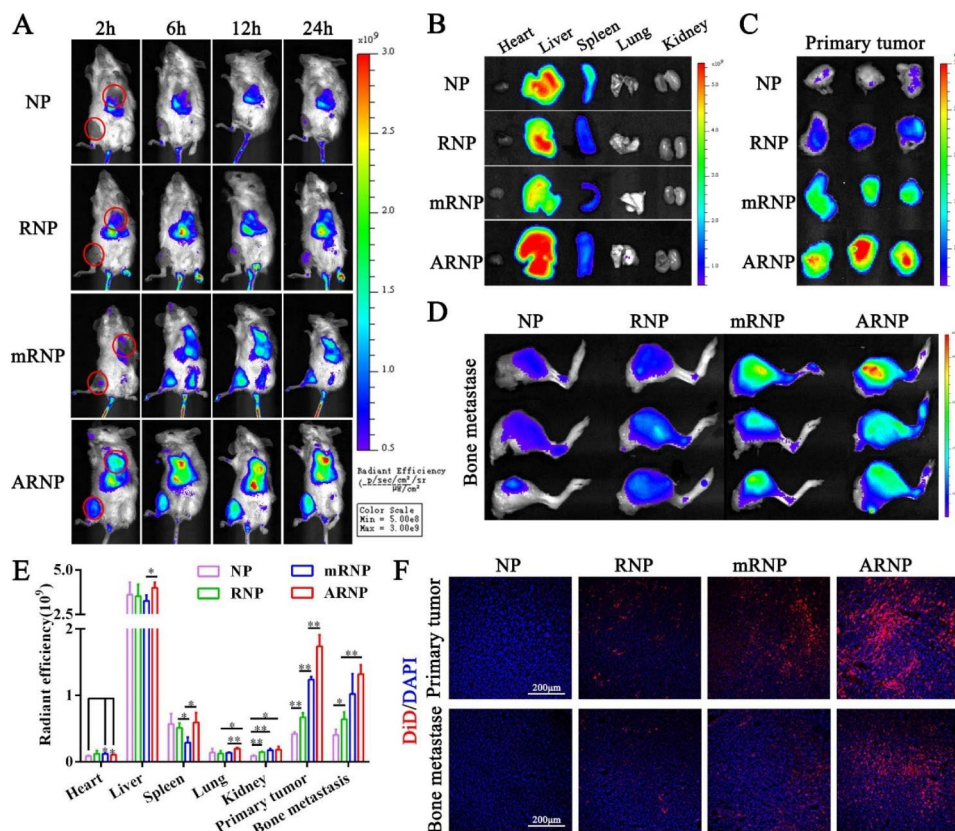 A
2h 6h 12h 24h
NP
RNP
mRNP
ARNP
×10⁹
3.0
2.5
2.0
1.5
1.0
0.5
Radiant Efficiency
(p/sec/cm²/sr
μW/cm²)
Color Scale
Min = 5.00e8
Max = 3.00e9
B
Heart Liver Spleen Lung Kidney
NP
RNP
mRNP
ARNP
C
Primary tumor
NP
RNP
mRNP
ARNP
D
NP RNP mRNP ARNP
Bone metastase
E
NP mRNP
RNP ARNP
Radiant efficiency(10⁹)
5.0
2.5
2
1
0
* *
*
* *
* **
* ** **
** ** **
* **
Heart Liver Spleen Lung Kidney Primary tumor Bone metastasis
F
NP RNP mRNP ARNP
DiD/DAPI
Primary tumor
200μm
Bone metastase
200μm